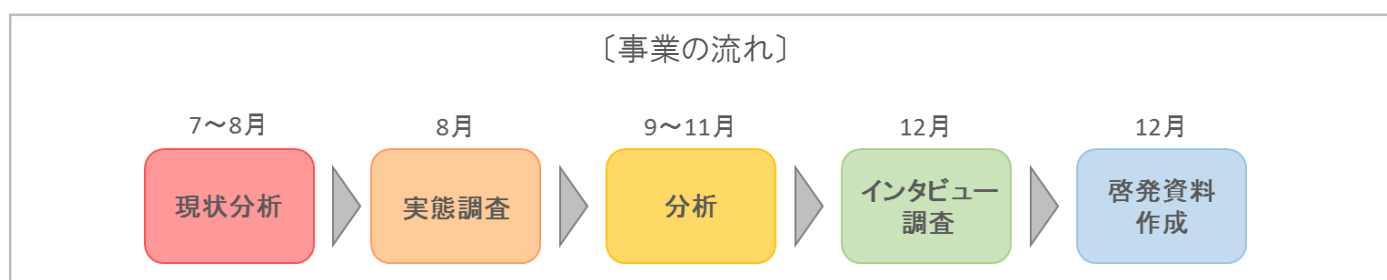 〔事業の流れ〕
7～8月
8月
9～11月
12月
12月
現状分析
実態調査
分析
インタビュー
調査
啓発資料
作成